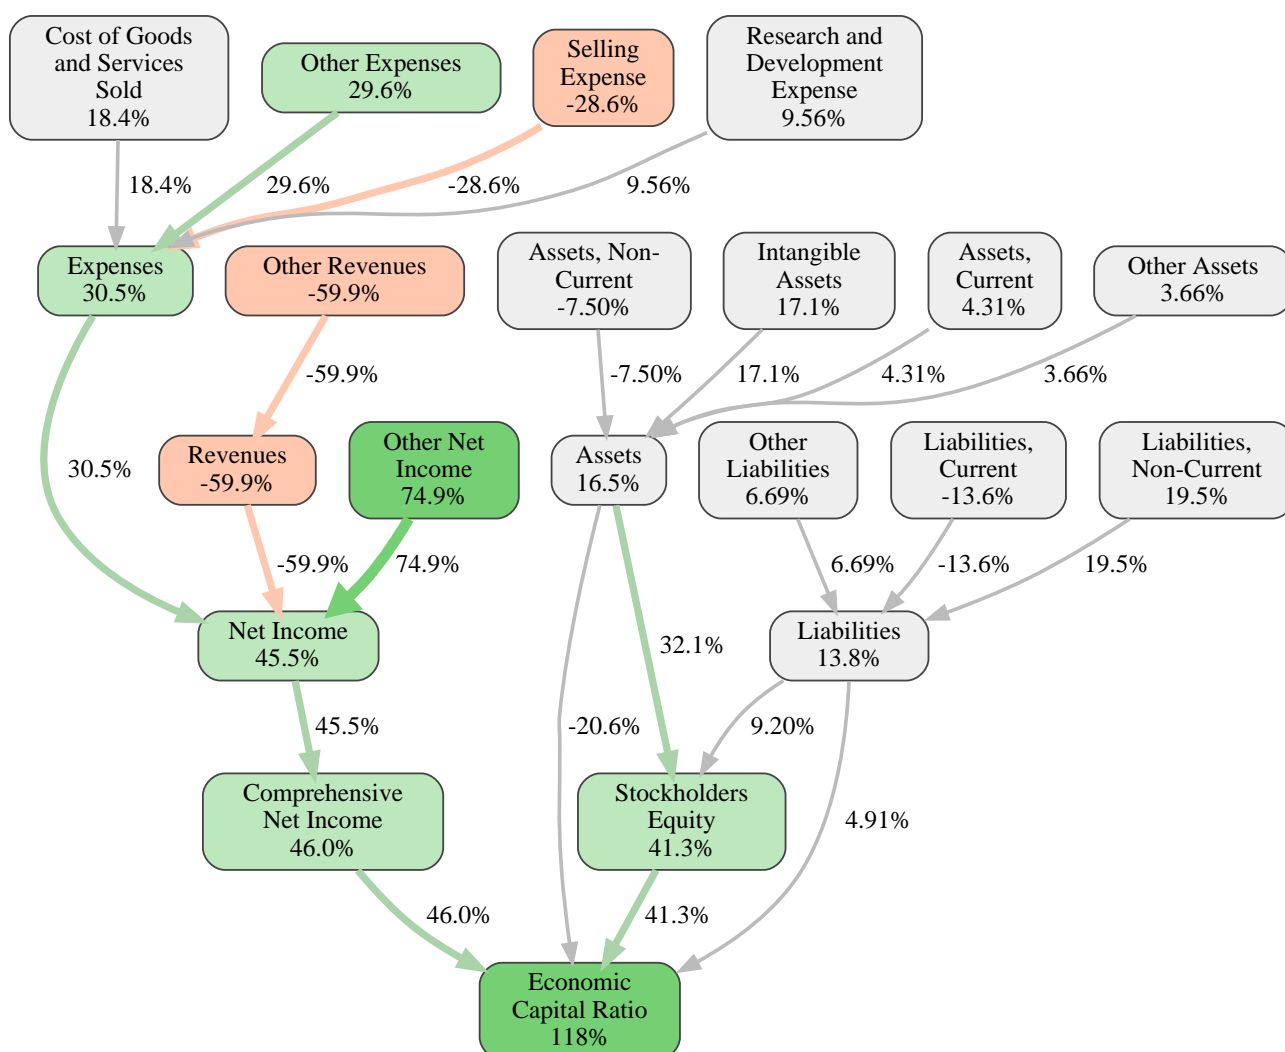 Cost of Goods
and Services
Sold
18.4%
Other Expenses
29.6%
Selling
Expense
-28.6%
Research and
Development
Expense
9.56%
18.4%
29.6%
-28.6%
9.56%
Expenses
30.5%
Other Revenues
-59.9%
Assets, Non-
Current
-7.50%
Intangible
Assets
17.1%
Assets,
Current
4.31%
Other Assets
3.66%
-59.9%
-7.50%
17.1%
4.31%
3.66%
30.5%
Revenues
-59.9%
Other Net
Income
74.9%
Assets
16.5%
Other
Liabilities
6.69%
Liabilities,
Current
-13.6%
Liabilities,
Non-Current
19.5%
-59.9%
74.9%
6.69%
-13.6%
19.5%
Net Income
45.5%
32.1%
Liabilities
13.8%
45.5%
-20.6%
9.20%
Comprehensive
Net Income
46.0%
Stockholders
Equity
41.3%
4.91%
46.0%
41.3%
Economic
Capital Ratio
118%